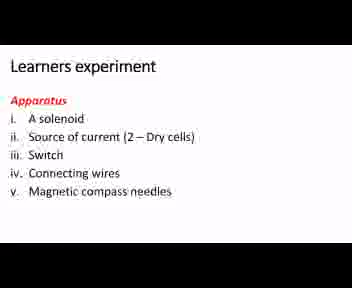 Learners experiment
Apparatus
i. A solenoid
ii. Source of current (2 – Dry cells)
iii. Switch
iv. Connecting wires
v. Magnetic compass needles